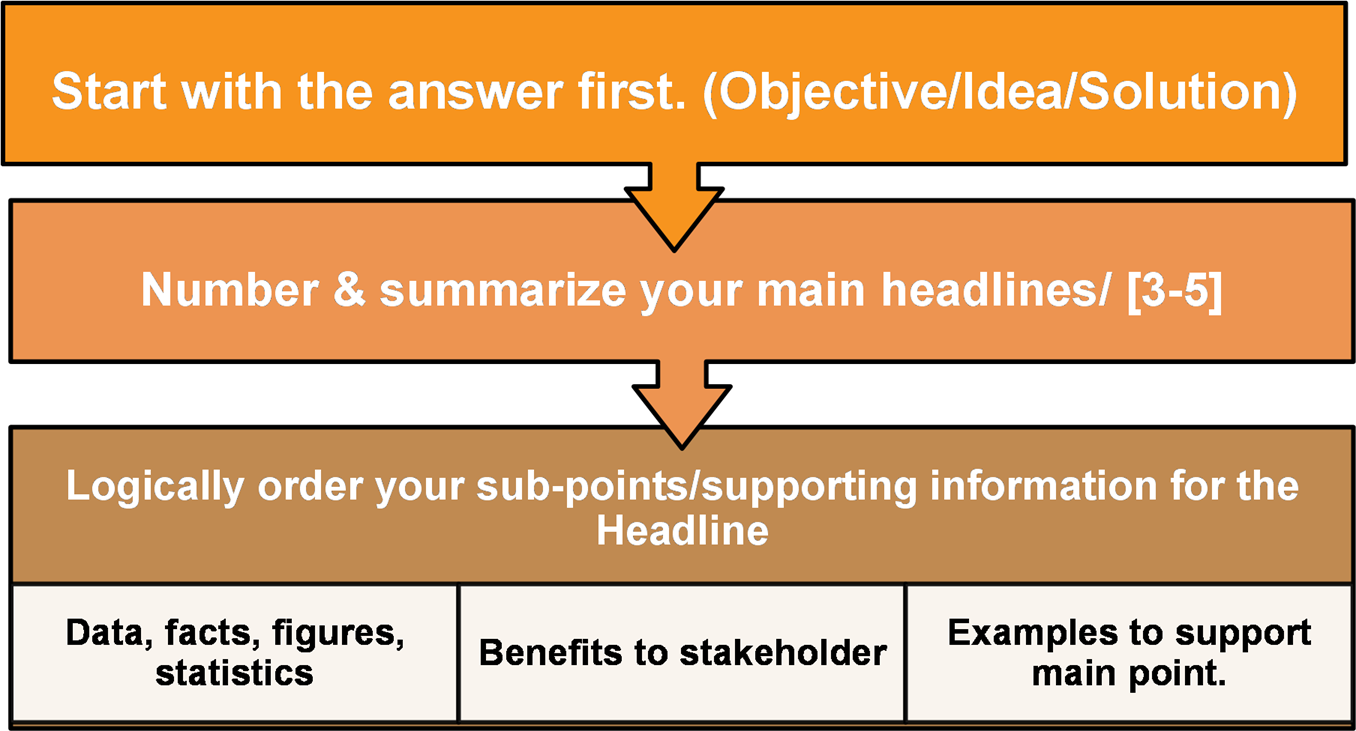 Start with the answer first. (Objective/Idea/Solution)
Number & summarize your main headlines/ [3-5]
Logically order your sub-points/supporting information for the
Headline
Data, facts, figures,
statistics
Benefits to stakeholder
Examples to support
main point.